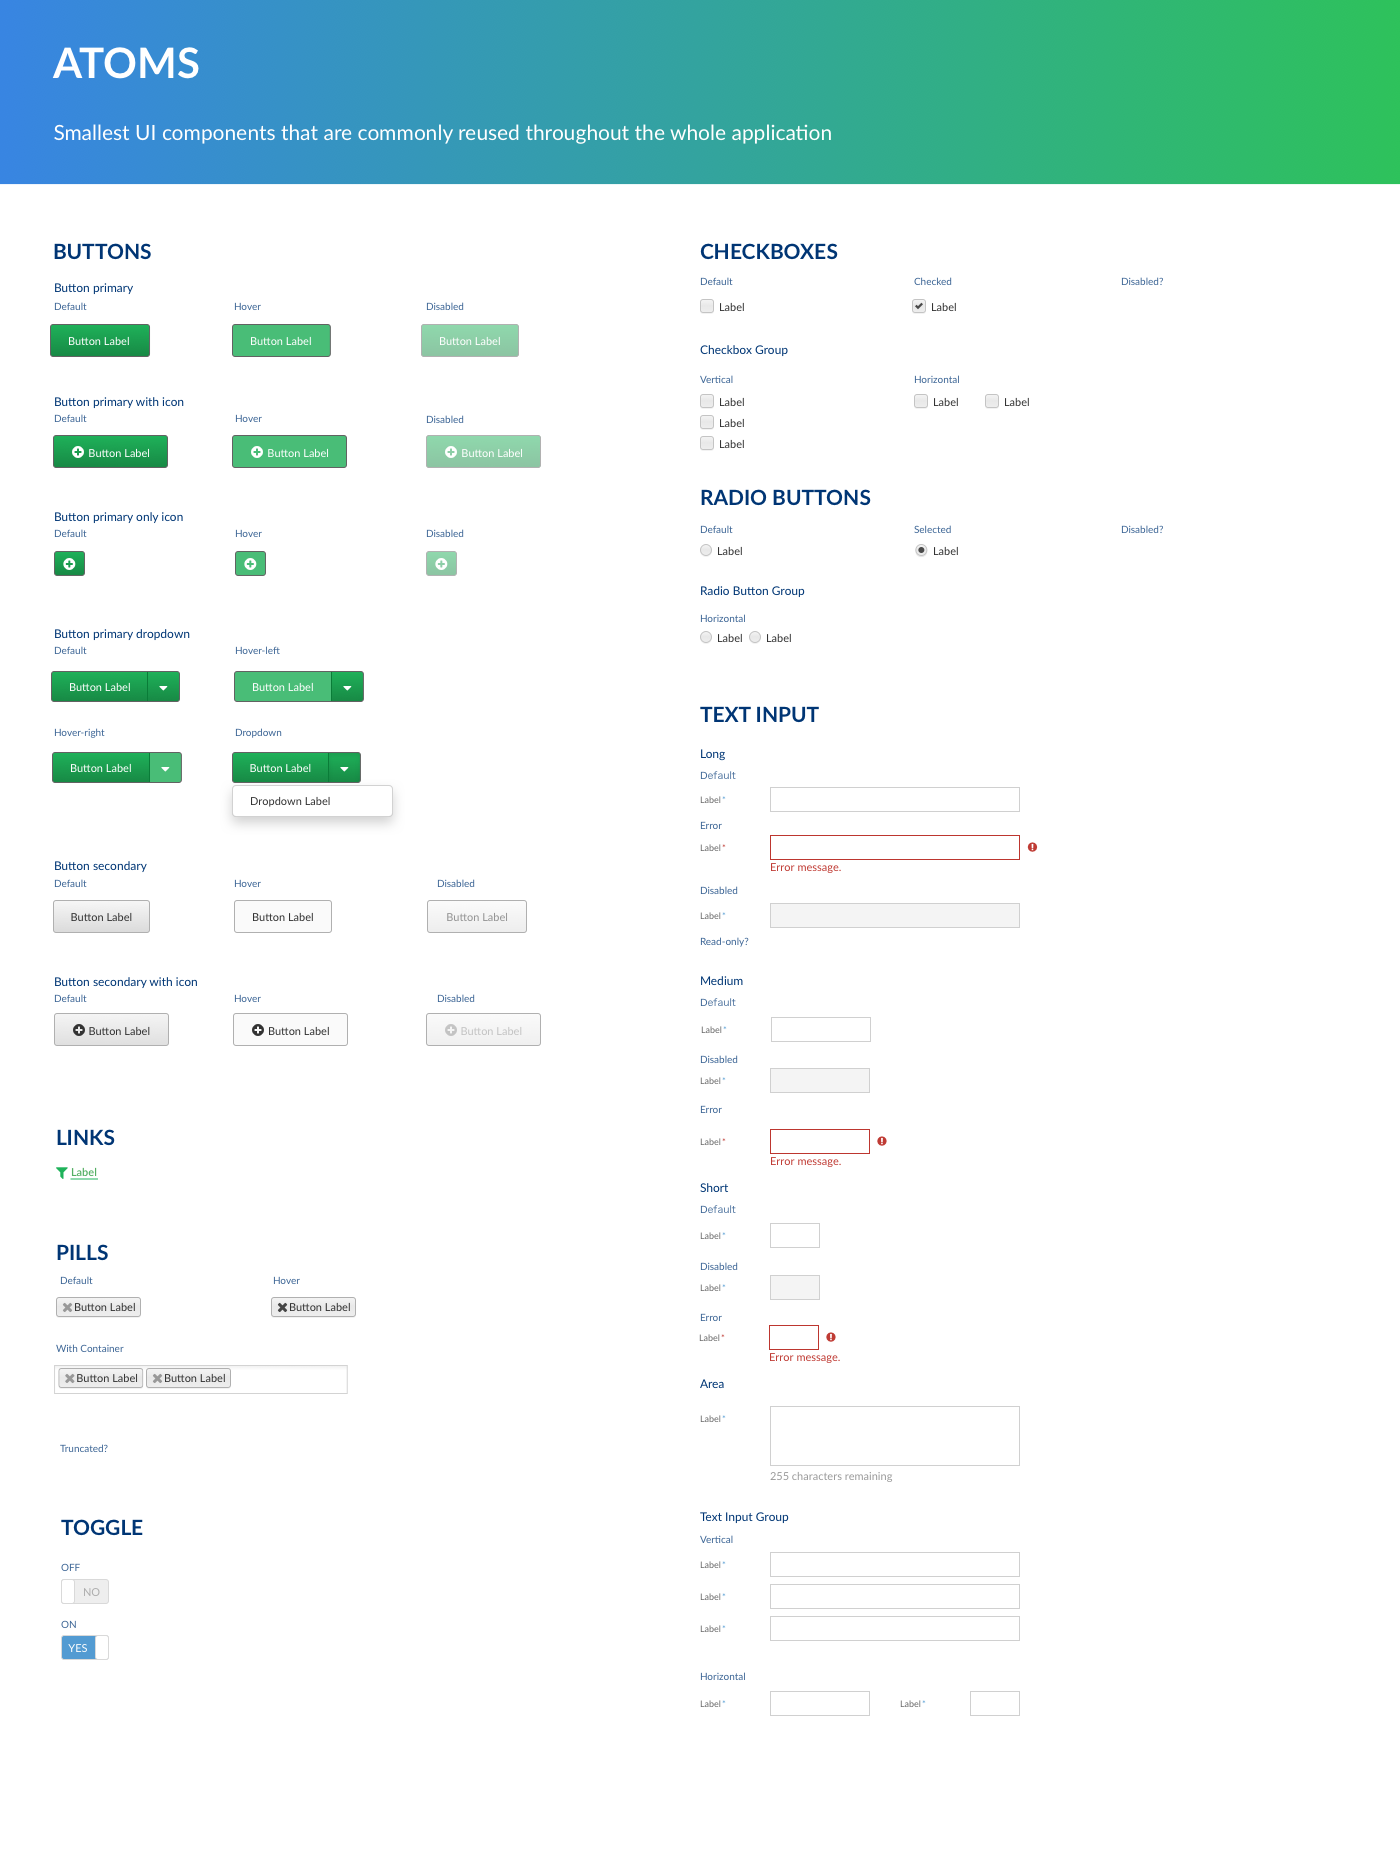 ATOMS
Smallest UI components that are commonly reused throughout the whole application
BUTTONS
Button primary
Default Hover Disabled
Button Label Button Label Button Label
Button primary with icon
Default Hover Disabled
Button Label Button Label Button Label
Button primary only icon
Default Hover Disabled
Button primary dropdown
Default Hover-left
Button Label Button Label
Hover-right Dropdown
Button Label Button Label
Dropdown Label
Button secondary
Default Hover Disabled
Button Label Button Label Button Label
Button secondary with icon
Default Hover Disabled
Button Label Button Label Button Label
LINKS
Label
PILLS
Default Hover
Button Label Button Label
With Container
Button Label Button Label
Truncated?
TOGGLE
OFF
NO
ON
YES
CHECKBOXES
Default Checked Disabled?
Label Label
Checkbox Group
Vertical Horizontal
Label Label Label
Label
Label
RADIO BUTTONS
Default Selected Disabled?
Label Label
Radio Button Group
Horizontal
Label Label
TEXT INPUT
Long
Default
Label*
Error
Label*
Error message.
Disabled
Label*
Read-only?
Medium
Default
Label*
Disabled
Label*
Error
Label*
Error message.
Short
Default
Label*
Disabled
Label*
Error
Label*
Error message.
Area
Label*
255 characters remaining
Text Input Group
Vertical
Label*
Label*
Label*
Horizontal
Label* Label*